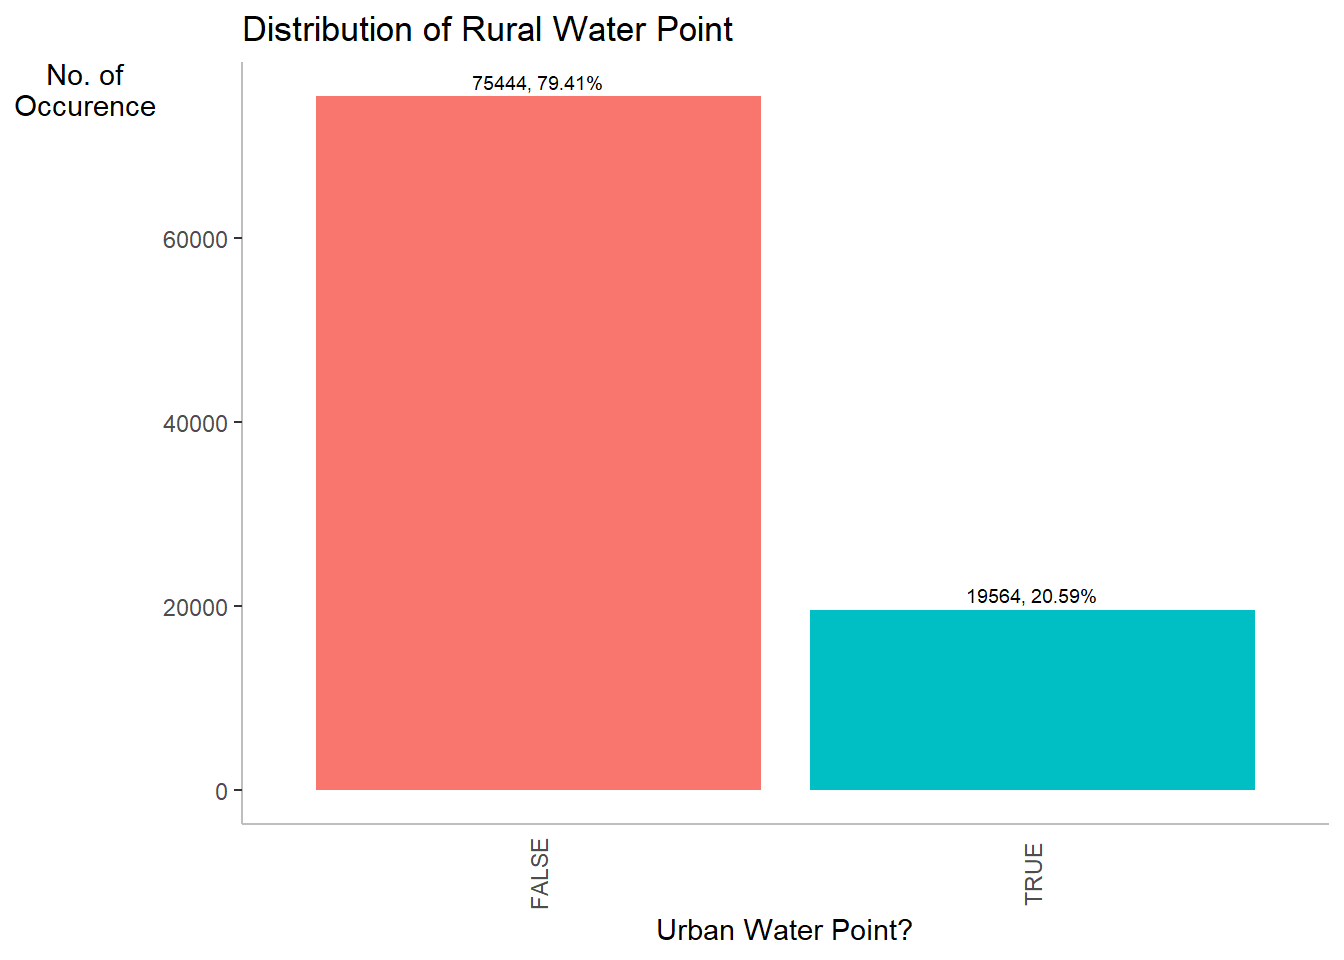 Distribution of Rural Water Point
No. of
Occurence
75444, 79.41%
60000
40000
20000
19564, 20.59%
0
FALSE
TRUE
Urban Water Point?